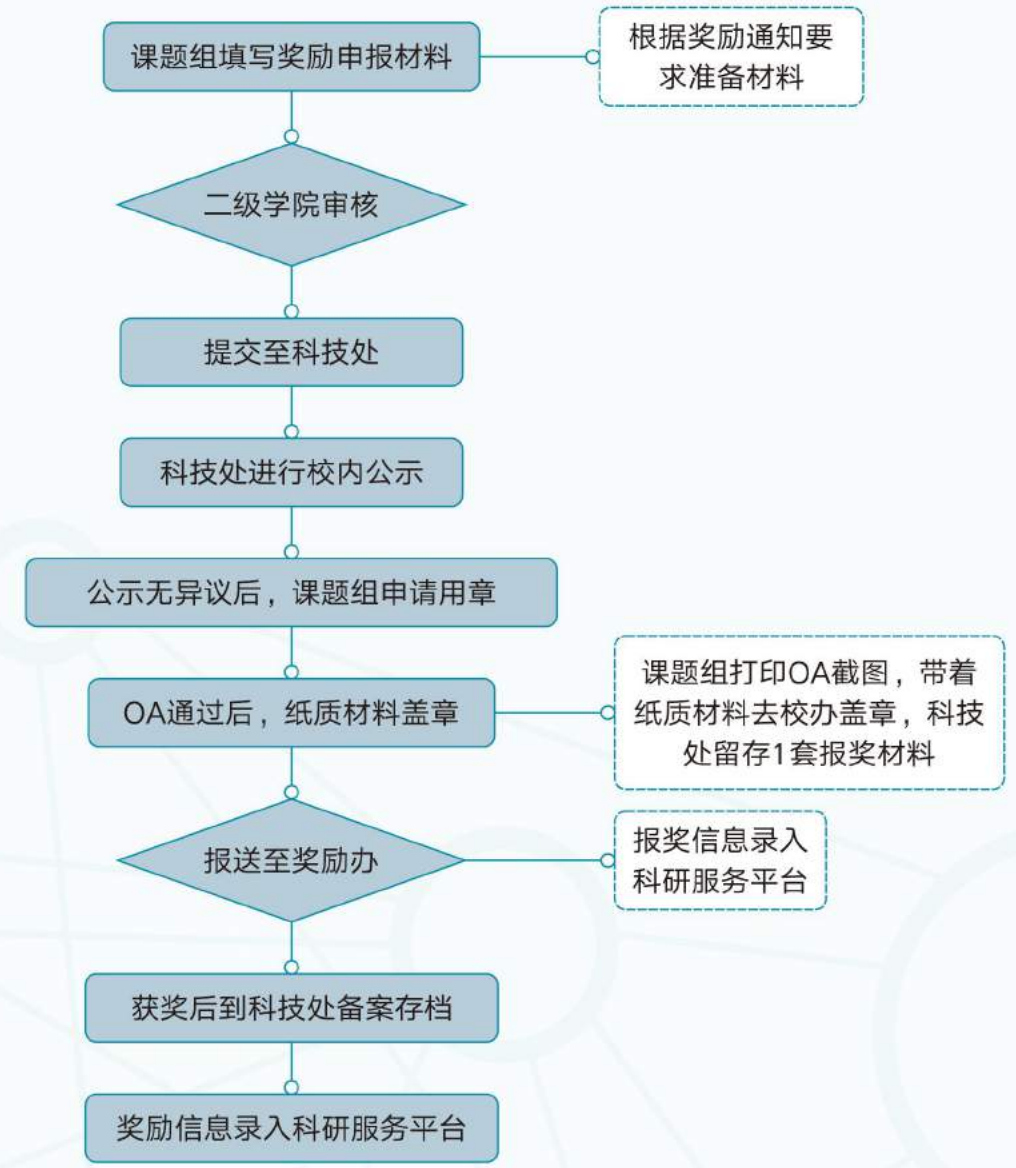 课题组填写奖励申报材料
根据奖励通知要
求准备材料
二级学院审核
提交至科技处
科技处进行校内公示
公示无异议后，课题组申请用章
OA通过后，纸质材料盖章
课题组打印OA截图，带着
纸质材料去校办盖章，科技
处留存1套报奖材料
报送至奖励办
报奖信息录入
科研服务平台
获奖后到科技处备案存档
奖励信息录入科研服务平台